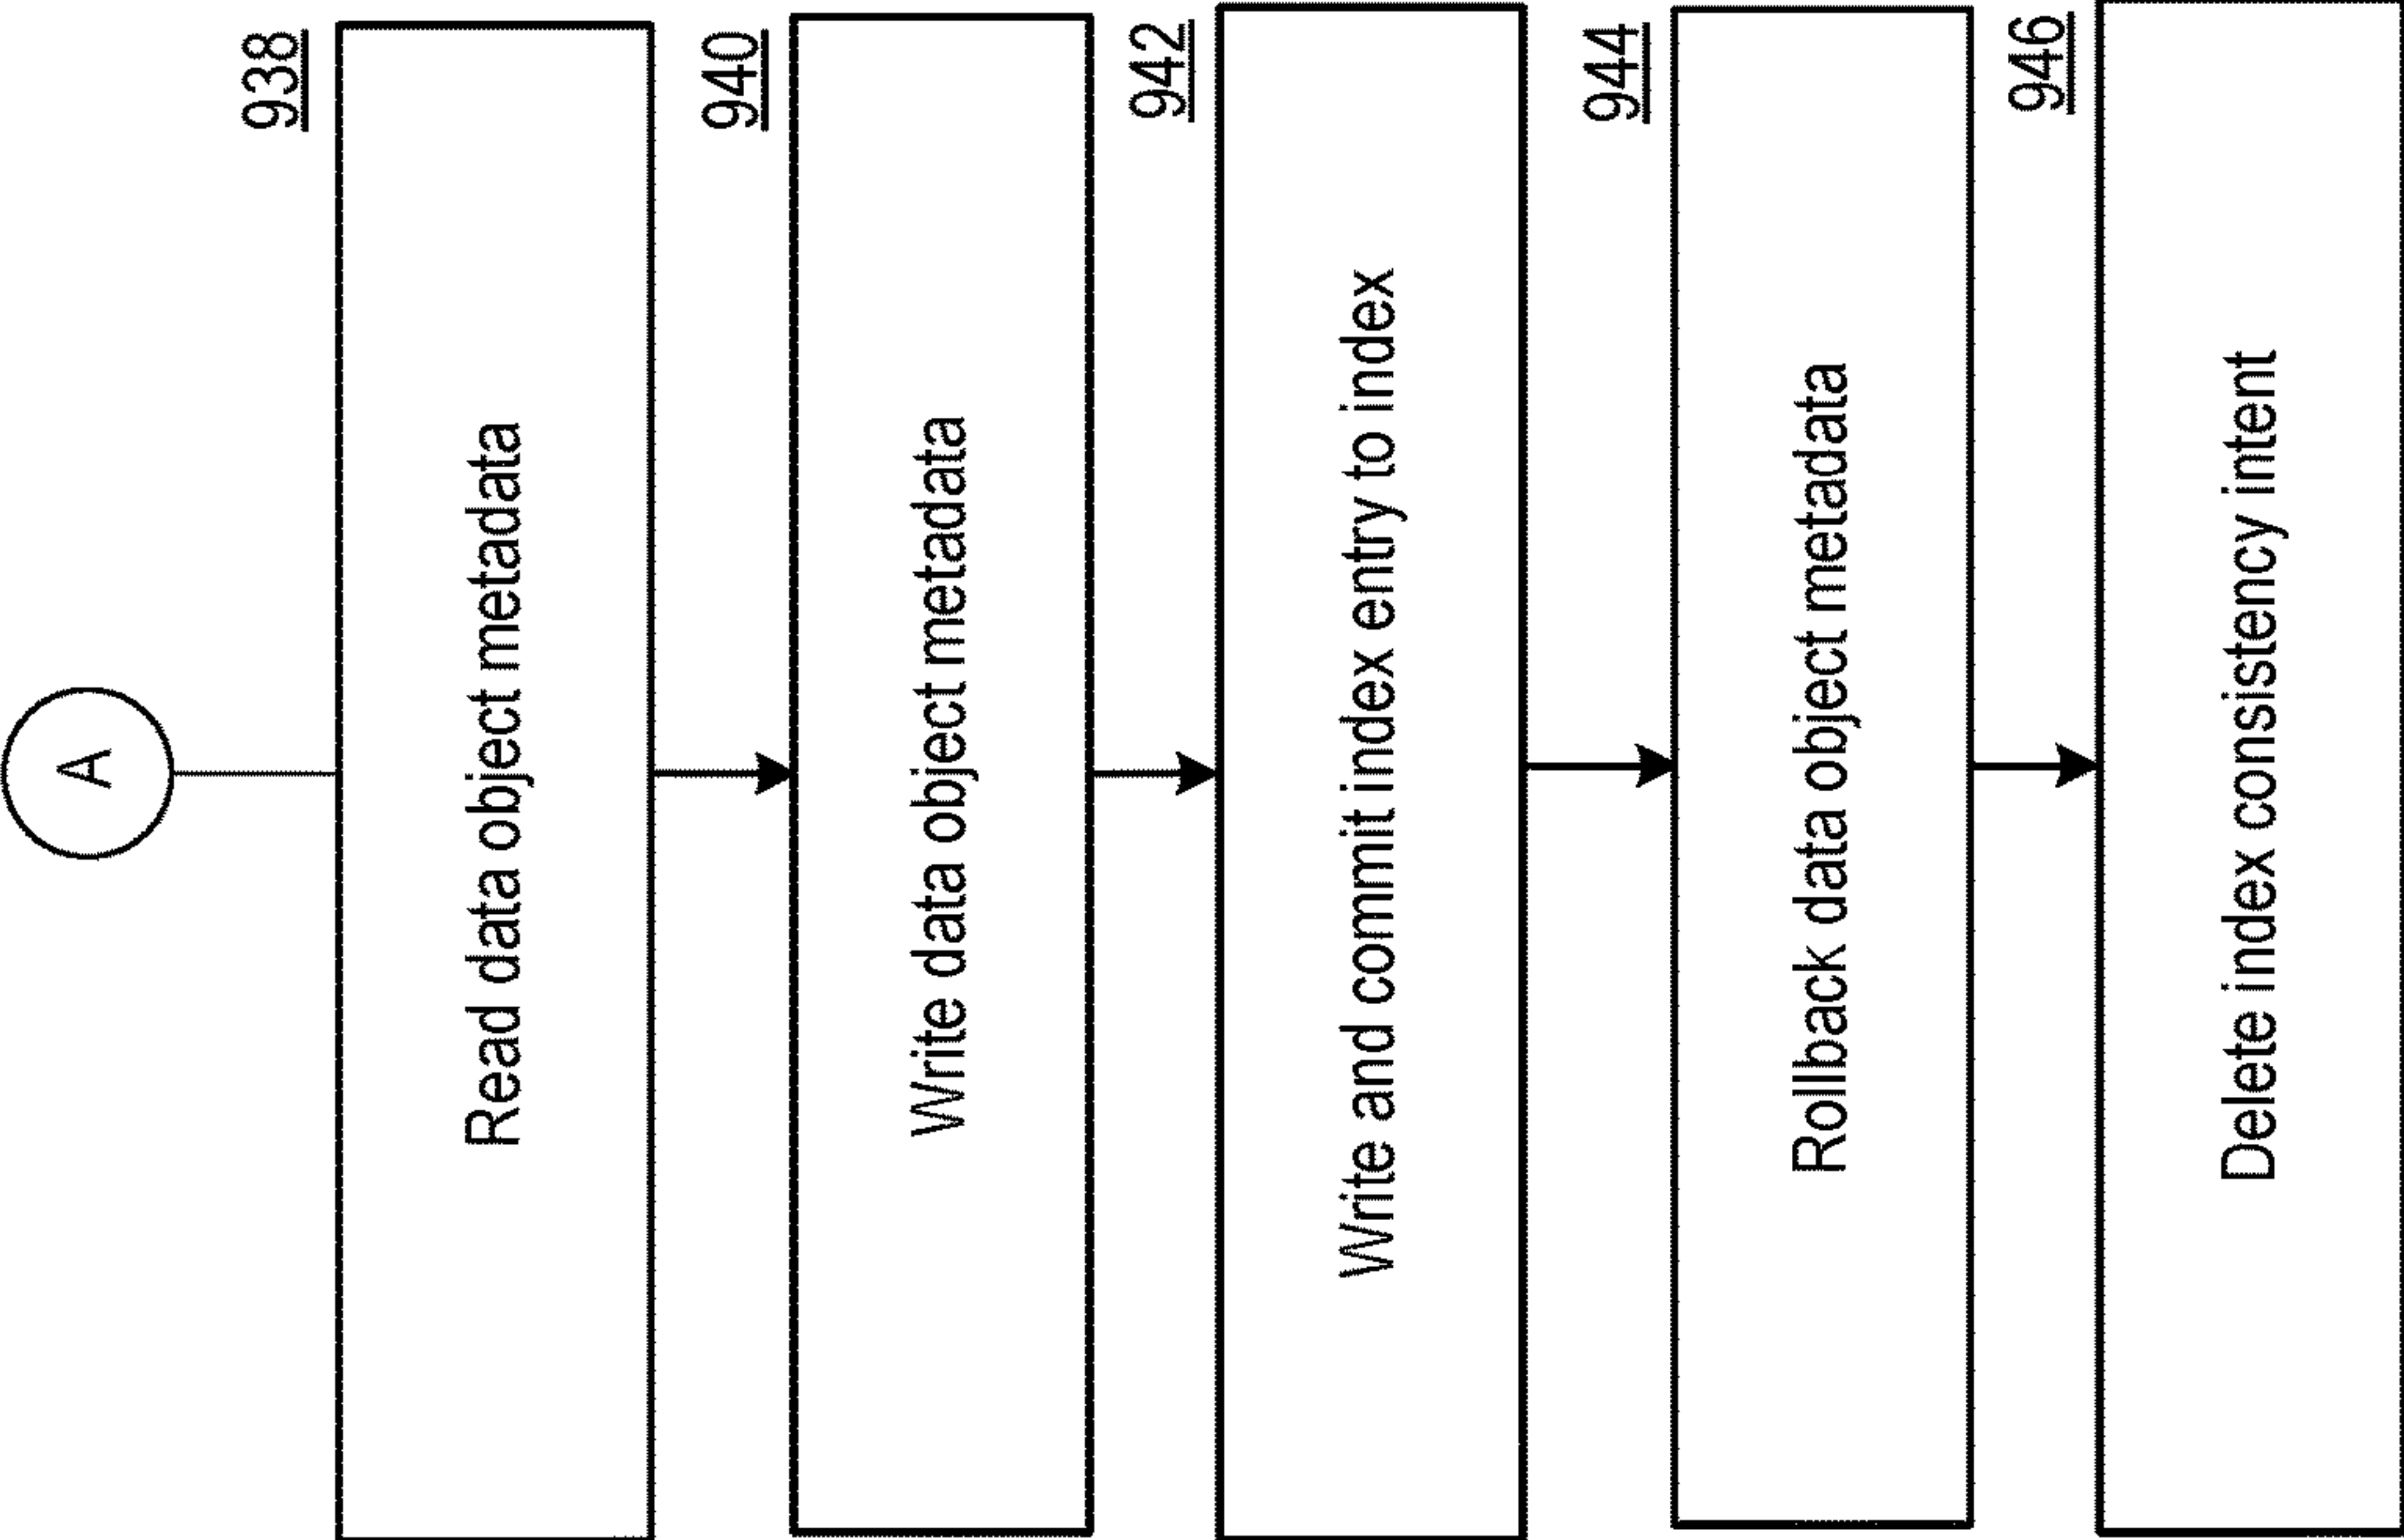 A
938
Read data object metadata
940
Write data object metadata
942
Write and commit index entry to index
944
Rollback data object metadata
946
Delete index consistency intent